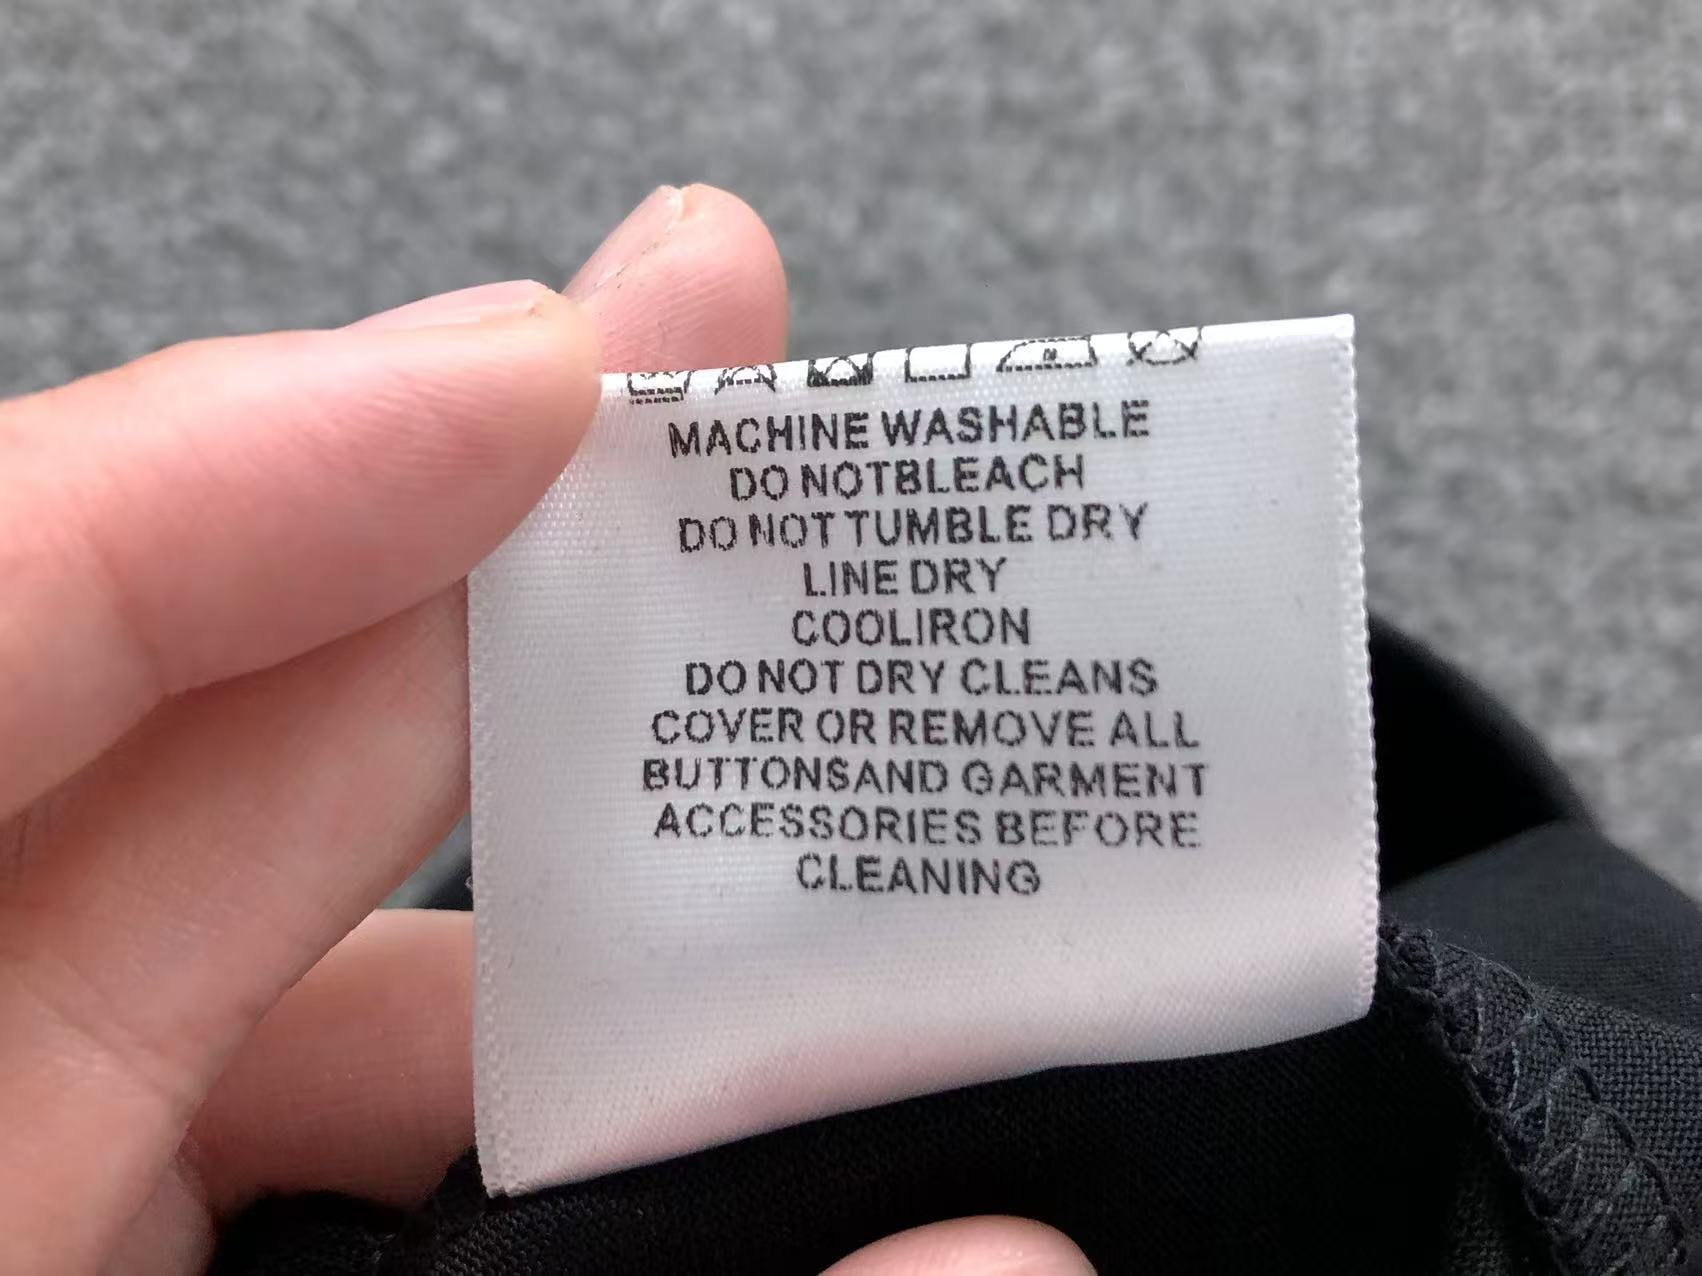 MACHINE WASHABLE
DO NOTBLEACH
DO NOT TUMBLE DRY
LINE DRY
COOLIRON
DO NOT DRY CLEANS
COVER OR REMOVE ALL
BUTTONSAND GARMENT
ACCESSORIES BEFORE
CLEANING